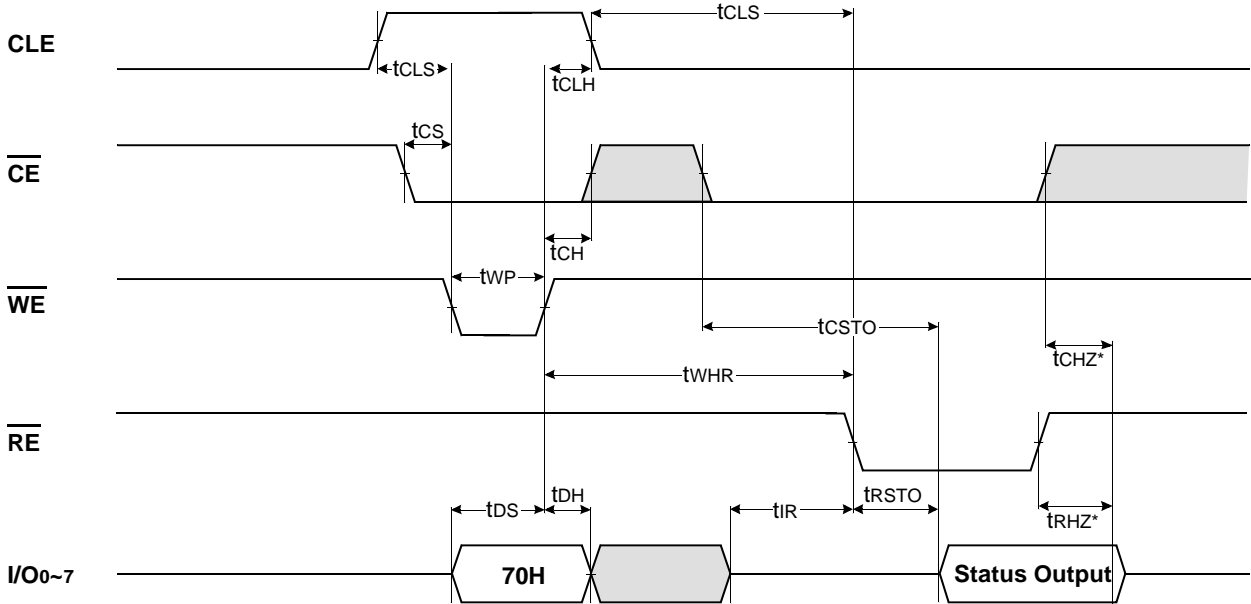 tCLS
CLE
tCLS
tCLH
tCS
CE
tCH
tWP
WE
tCSTO
tCHZ*
tWHR
RE
tDH
tDS
tIR
tRSTO
tRHZ*
I/O0~7
70H
Status Output